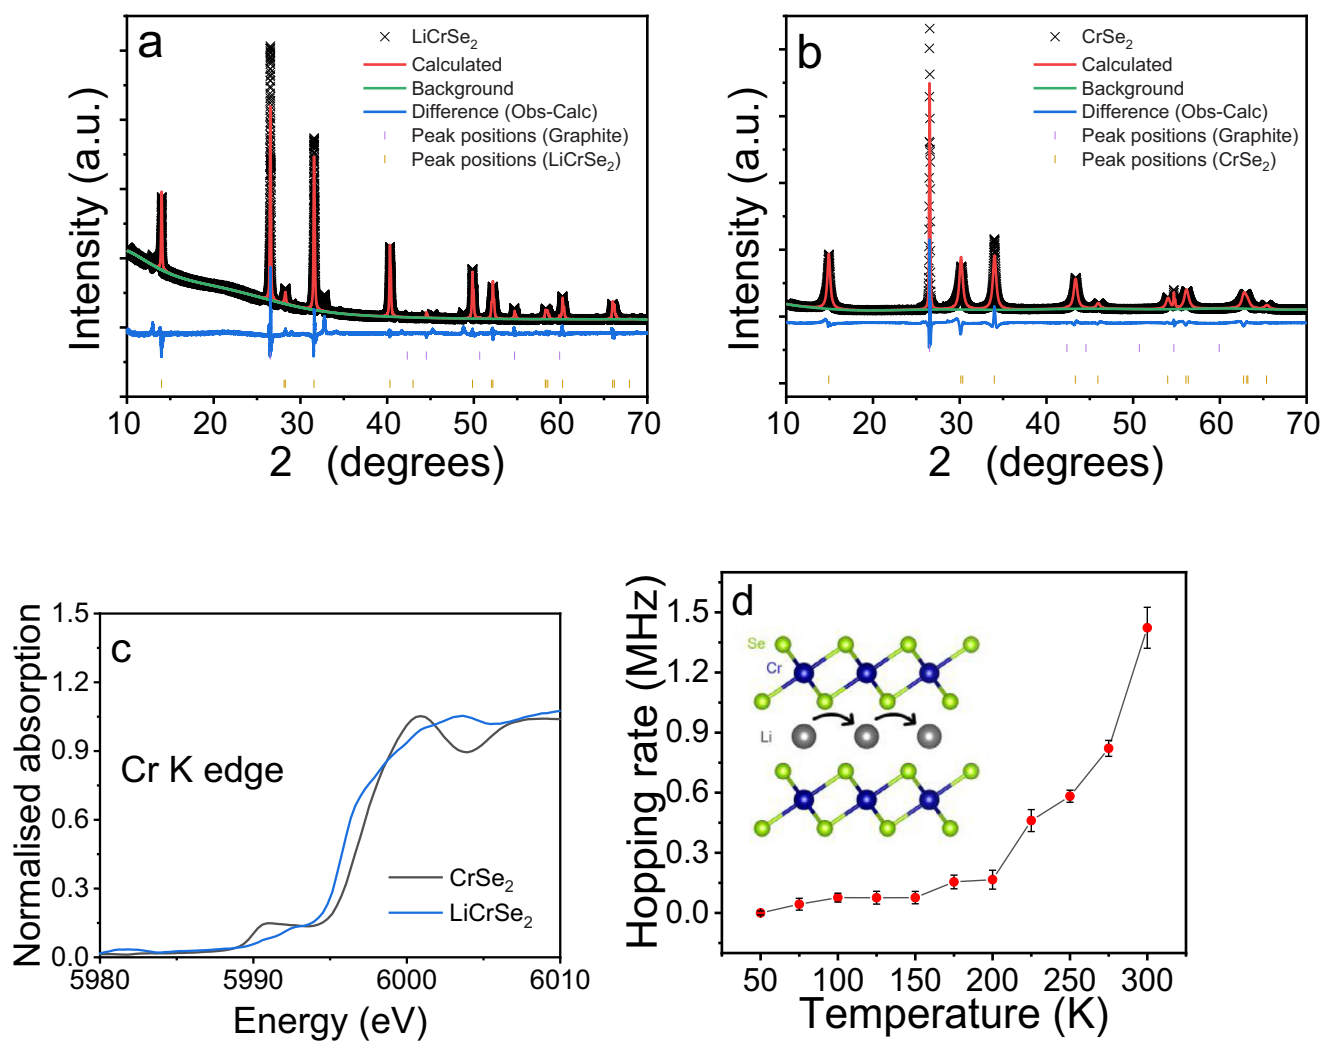 a
LiCrSe₂
Calculated
Background
Difference (Obs-Calc)
Peak positions (Graphite)
Peak positions (LiCrSe₂)
Intensity (a.u.)
10 20 30 40 50 60 70
2 (degrees)
b
CrSe₂
Calculated
Background
Difference (Obs-Calc)
Peak positions (Graphite)
Peak positions (CrSe₂)
Intensity (a.u.)
10 20 30 40 50 60 70
2 (degrees)
c
1.5
1.2
0.9
0.6
0.3
0.0
Normalised absorption
Cr K edge
CrSe₂
LiCrSe₂
5980 5990 6000 6010
Energy (eV)
d
1.5
1.2
0.9
0.6
0.3
0.0
Hopping rate (MHz)
Se
Cr
Li
50 100 150 200 250 300
Temperature (K)